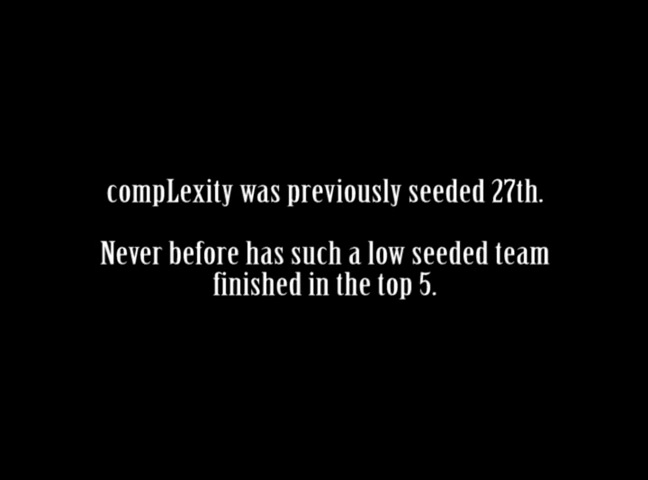 compLexity was previously seeded 27th.
Never before has such a low seeded team
finished in the top 5.